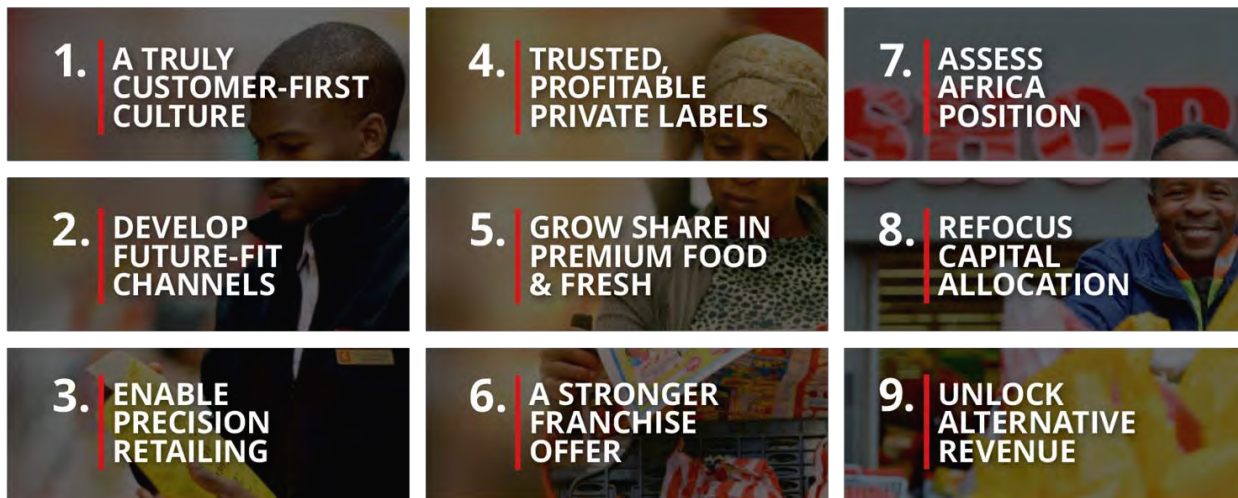 1.
A TRULY
CUSTOMER-FIRST
CULTURE
2.
DEVELOP
FUTURE-FIT
CHANNELS
3.
ENABLE
PRECISION
RETAILING
4.
TRUSTED,
PROFITABLE
PRIVATE LABELS
5.
GROW SHARE IN
PREMIUM FOOD
& FRESH
6.
A STRONGER
FRANCHISE
OFFER
7.
ASSESS
AFRICA
POSITION
8.
REFOCUS
CAPITAL
ALLOCATION
9.
UNLOCK
ALTERNATIVE
REVENUE